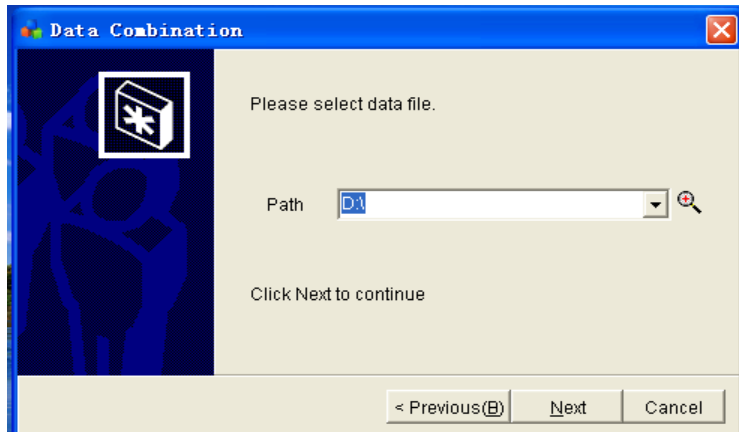 Data Combination
Please select data file.
Path D:\
Click Next to continue
< Previous(B) Next Cancel